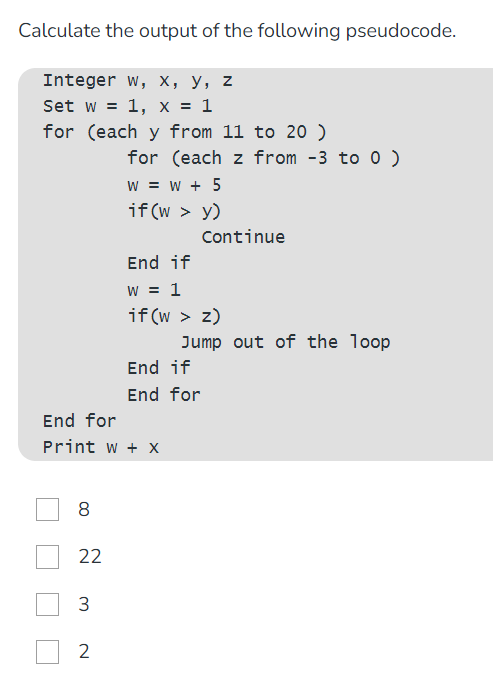 Calculate the output of the following pseudocode.
Integer w, x, y, z
Set w = 1, x = 1
for (each y from 11 to 20 )
for (each z from -3 to 0 )
w = w + 5
if(w > y)
Continue
End if
w = 1
if(w > z)
Jump out of the loop
End if
End for
End for
Print w + x
8
22
3
2